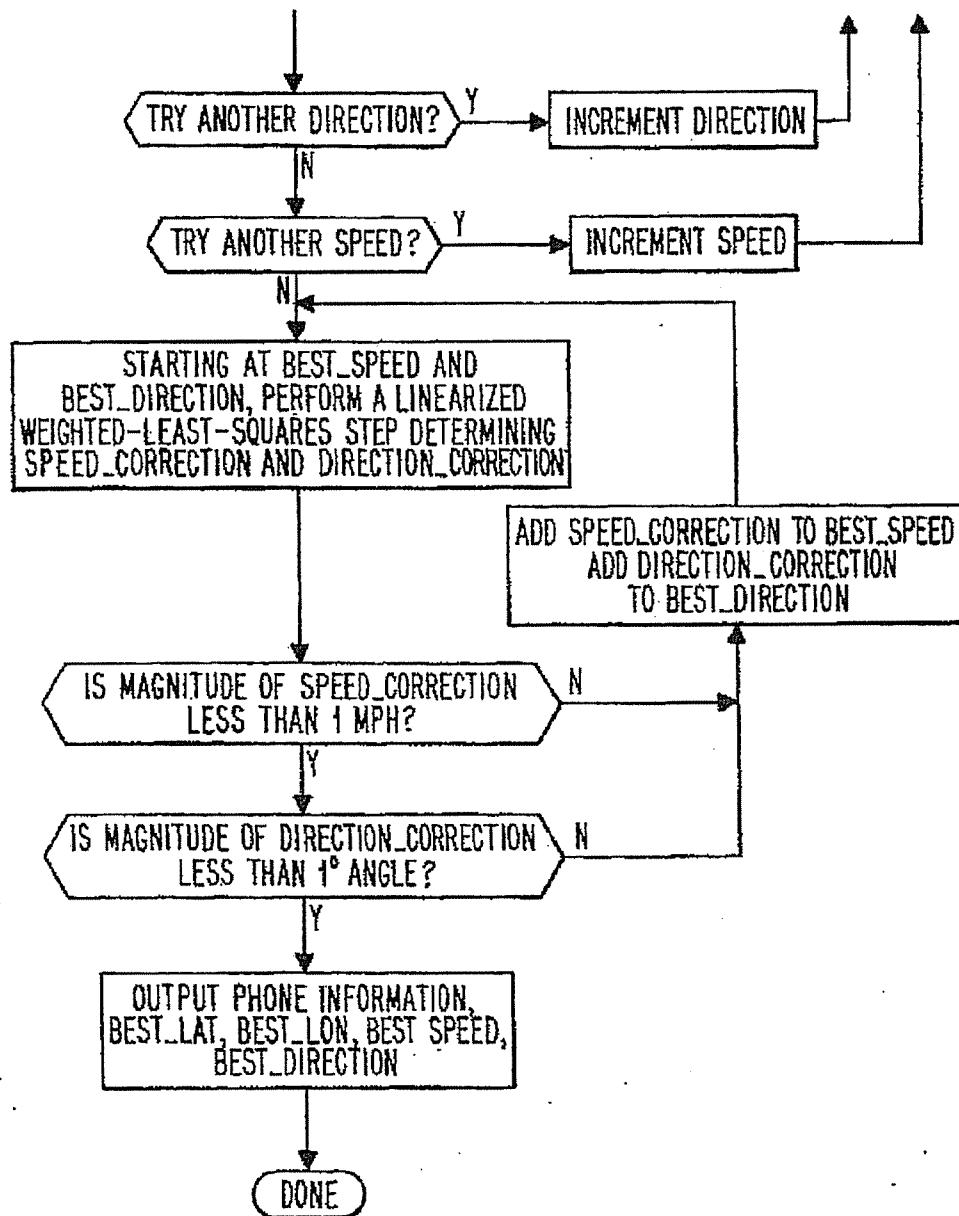 TRY ANOTHER DIRECTION?
Y
INCREMENT DIRECTION
N
TRY ANOTHER SPEED?
Y
INCREMENT SPEED
N
STARTING AT BEST_SPEED AND
BEST_DIRECTION, PERFORM A LINEARIZED
WEIGHTED-LEAST-SQUARES STEP DETERMINING
SPEED_CORRECTION AND DIRECTION_CORRECTION
ADD SPEED_CORRECTION TO BEST_SPEED
ADD DIRECTION_CORRECTION
TO BEST_DIRECTION
IS MAGNITUDE OF SPEED_CORRECTION
LESS THAN 1 MPH?
N
Y
IS MAGNITUDE OF DIRECTION_CORRECTION
LESS THAN 1° ANGLE?
N
Y
OUTPUT PHONE INFORMATION,
BEST_LAT, BEST_LON, BEST SPEED,
BEST_DIRECTION
DONE